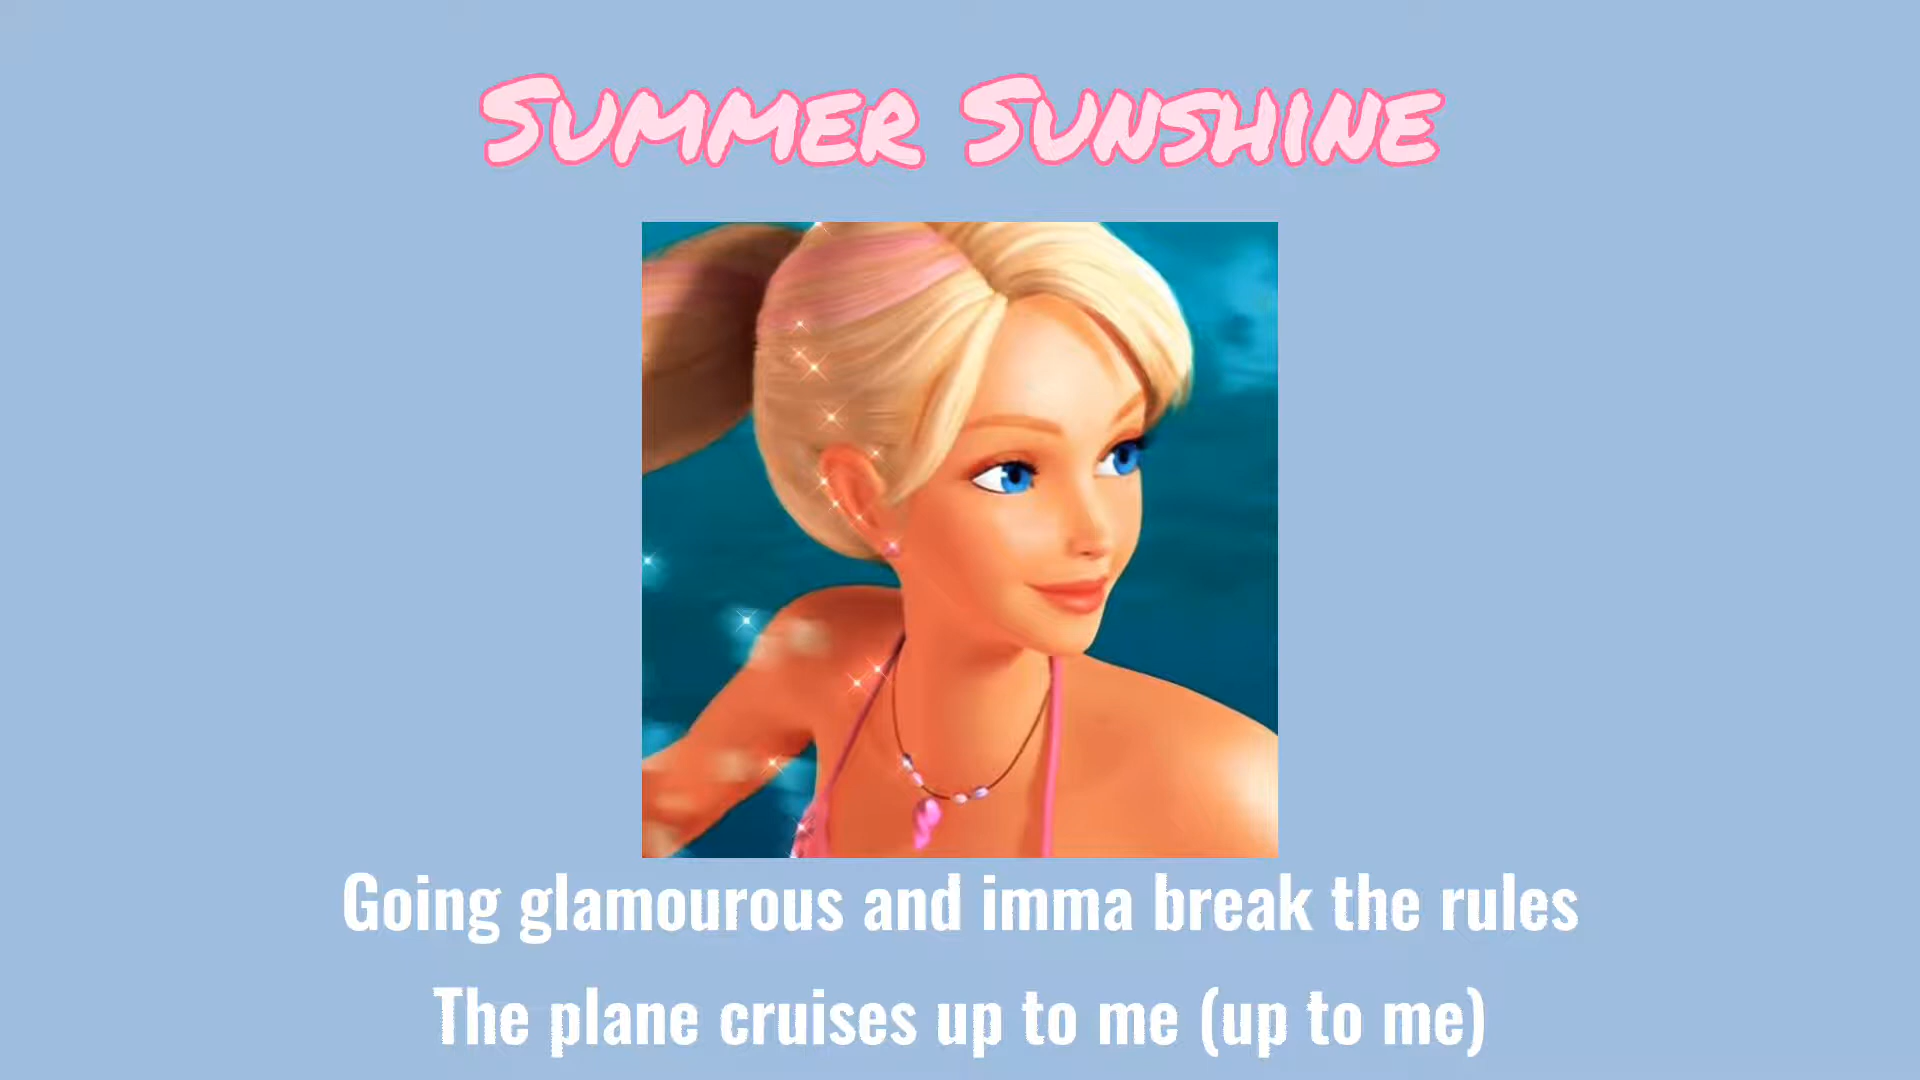 Summer Sunshine
Going glamourous and imma break the rules
The plane cruises up to me (up to me)